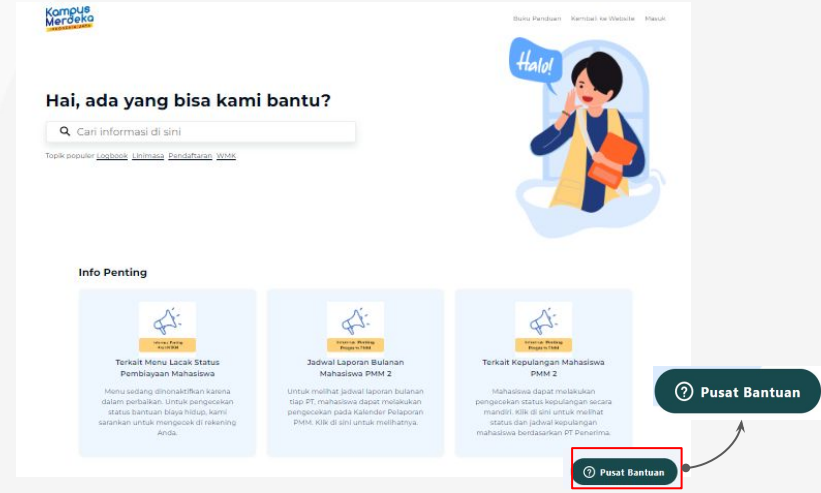 Kampus
Merdeka
INDONESIA JAYA
Buku Panduan Kembali ke Website Masuk
Halo!
Hai, ada yang bisa kami bantu?
Cari informasi di sini
Topik populer Logbook Linimasa Pendaftaran WMK
Info Penting
Terkait Menu Lacak Status
Pembiayaan Mahasiswa
Menu sedang dinonaktifkan karena
dalam perbaikan. Untuk pengecekan
status bantuan biaya hidup, kami
sarankan untuk mengecek di rekening
Anda.
Jadwal Laporan Bulanan
Mahasiswa PMM 2
Untuk melihat jadwal laporan bulanan
tiap PT, mahasiswa dapat melakukan
pengecekan pada Kalender Pelaporan
PMM. Klik di sini untuk melihatnya.
Terkait Kepulangan Mahasiswa
PMM 2
Mahasiswa dapat melakukan
pengecekan status kepulangan secara
mandiri. Klik di sini untuk melihat
status dan jadwal kepulangan
mahasiswa berdasarkan PT Penerima.
Pusat Bantuan
Pusat Bantuan